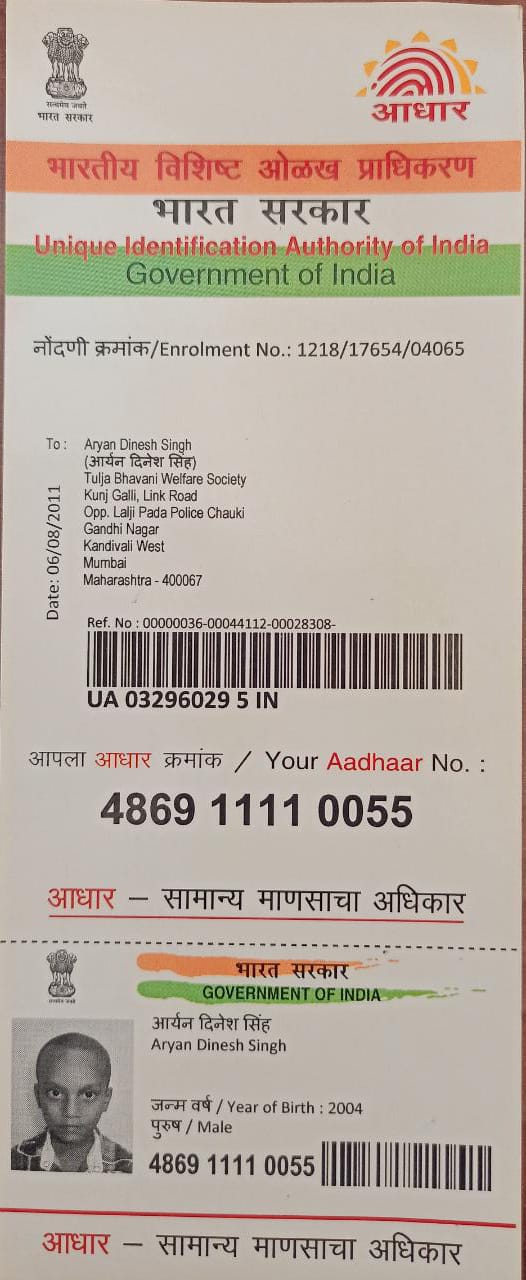 सत्यमेव जयते
भारत सरकार
आधार
भारतीय विशिष्ट ओळख प्राधिकरण
भारत सरकार
Unique Identification Authority of India
Government of India
नोंदणी क्रमांक/Enrolment No.: 1218/17654/04065
To :
Aryan Dinesh Singh
(आर्यन दिनेश सिंह)
Tulja Bhavani Welfare Society
Kunj Galli, Link Road
Opp. Lalji Pada Police Chauki
Gandhi Nagar
Kandivali West
Mumbai
Maharashtra - 400067
Date: 06/08/2011
Ref. No : 00000036-00044112-00028308-
UA 03296029 5 IN
आपला आधार क्रमांक / Your Aadhaar No. :
4869 1111 0055
आधार – सामान्य माणसाचा अधिकार
भारत सरकार
GOVERNMENT OF INDIA
आर्यन दिनेश सिंह
Aryan Dinesh Singh
जन्म वर्ष / Year of Birth : 2004
पुरुष / Male
4869 1111 0055
आधार – सामान्य माणसाचा अधिकार